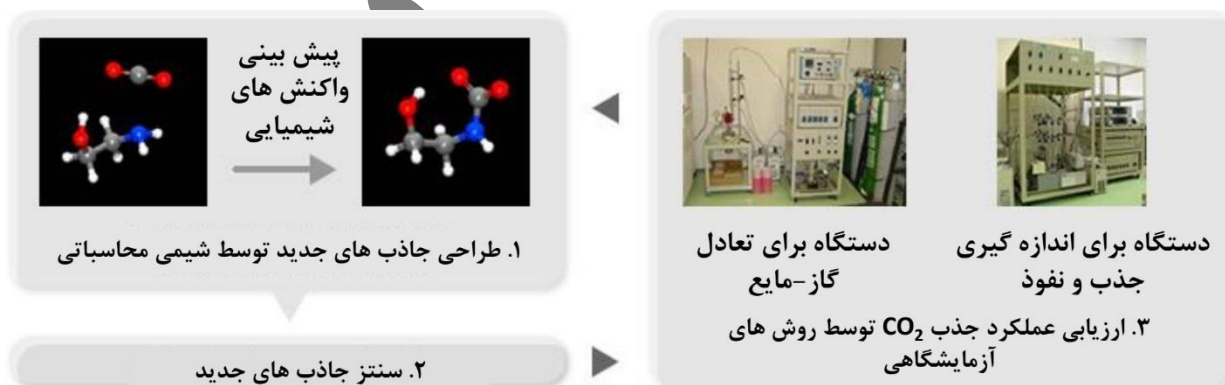 پیش بینی
واکنش های
شیمیایی
۱. طراحی جاذب های جدید توسط شیمی محاسباتی
۲. سنتز جاذب های جدید
دستگاه برای تعادل
گاز-مایع
دستگاه برای اندازه گیری
جذب و نفوذ
۳. ارزیابی عملکرد جذب CO₂ توسط روش های
آزمایشگاهی